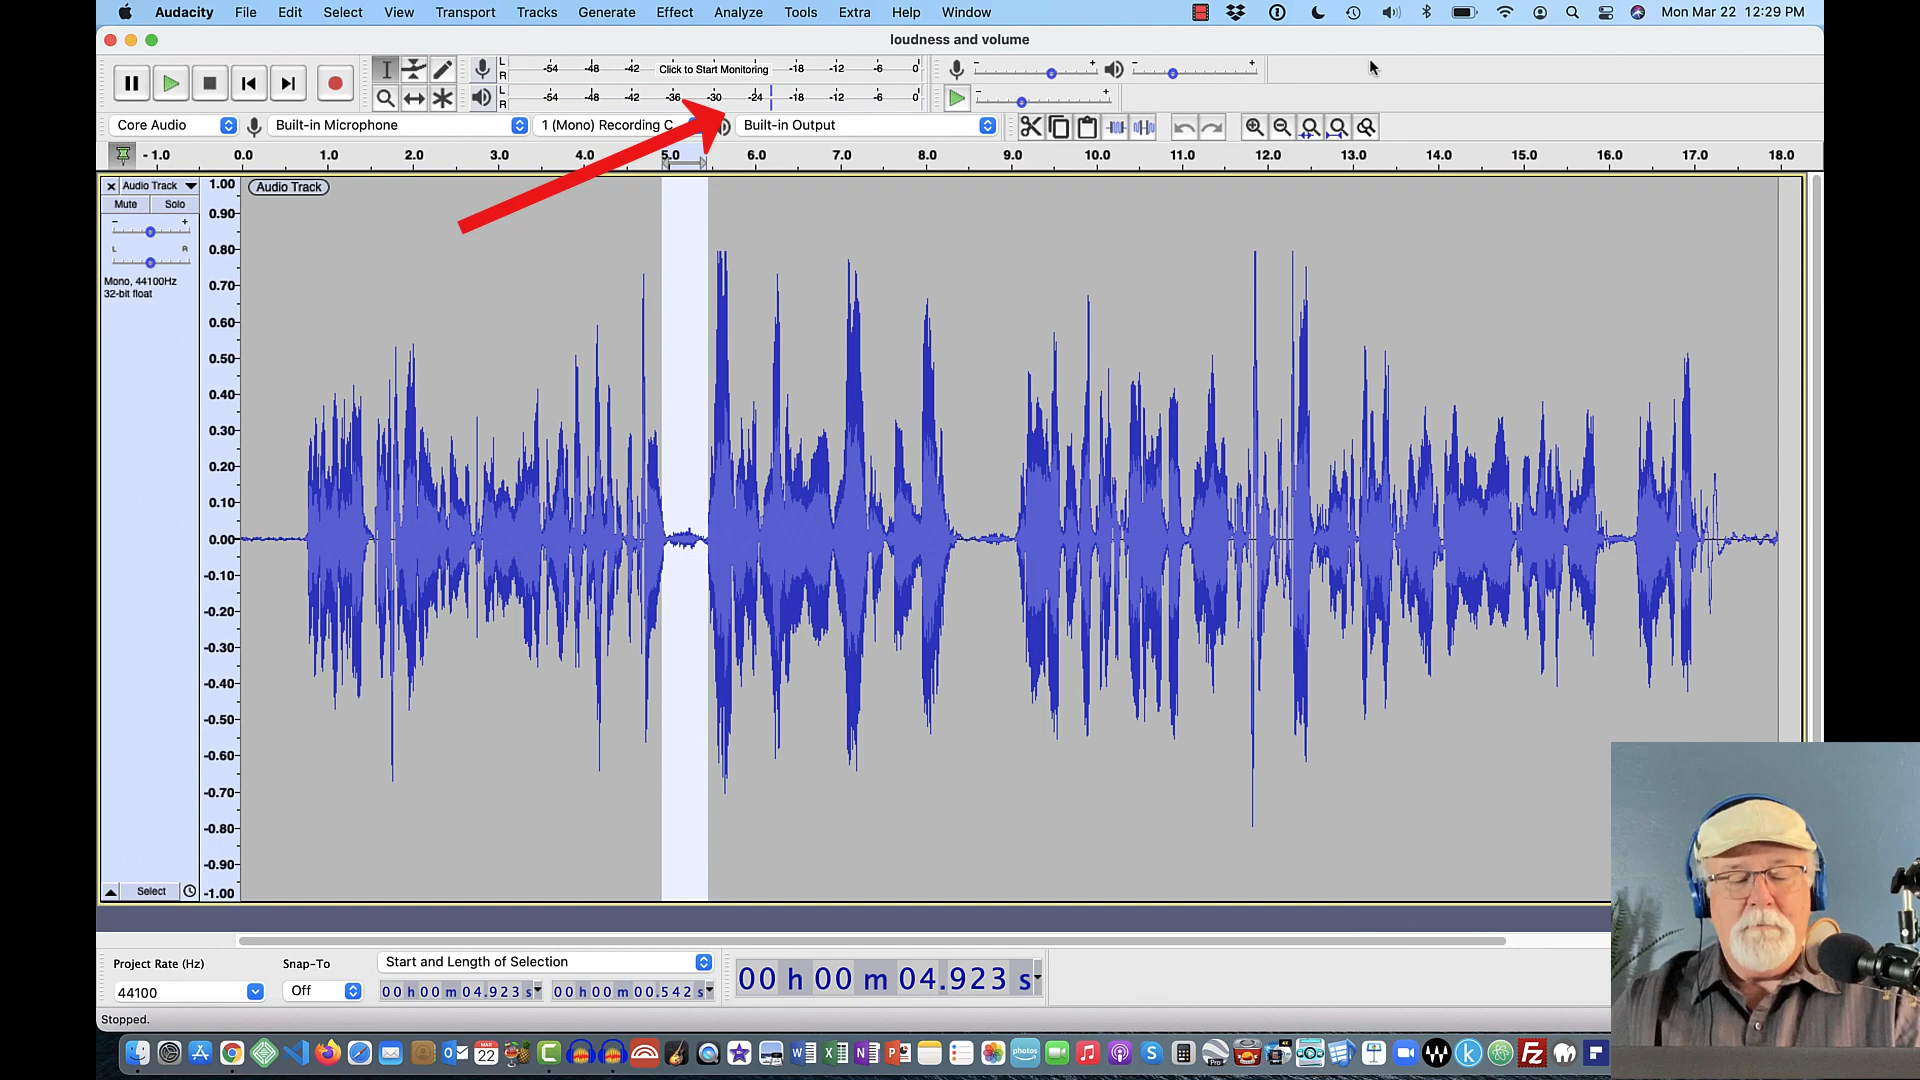 Audacity File Edit Select View Transport Tracks Generate Effect Analyze Tools Extra Help Window Mon Mar 22 12:29 PM
loudness and volume
L R -54 -48 -42 Click to Start Monitoring -18 -12 -6 0 - +  - +
L R -54 -48 -42 -36 -30 -24 -18 -12 -6 0 - +
Core Audio Built-in Microphone 1 (Mono) Recording C Built-in Output
- 1.0 0.0 1.0 2.0 3.0 4.0 5.0 6.0 7.0 8.0 9.0 10.0 11.0 12.0 13.0 14.0 15.0 16.0 17.0 18.0
Audio Track 1.00 Audio Track
Mute Solo
- +
L R
Mono, 44100Hz
32-bit float
0.90
0.80
0.70
0.60
0.50
0.40
0.30
0.20
0.10
0.00
-0.10
-0.20
-0.30
-0.40
-0.50
-0.60
-0.70
-0.80
-0.90
Select -1.00
Project Rate (Hz) Snap-To Start and Length of Selection
44100 Off 00 h 00 m 04.923 s 00 h 00 m 00.542 s 00 h 00 m 04.923 s
Stopped.
MAR
22
photos
Pro